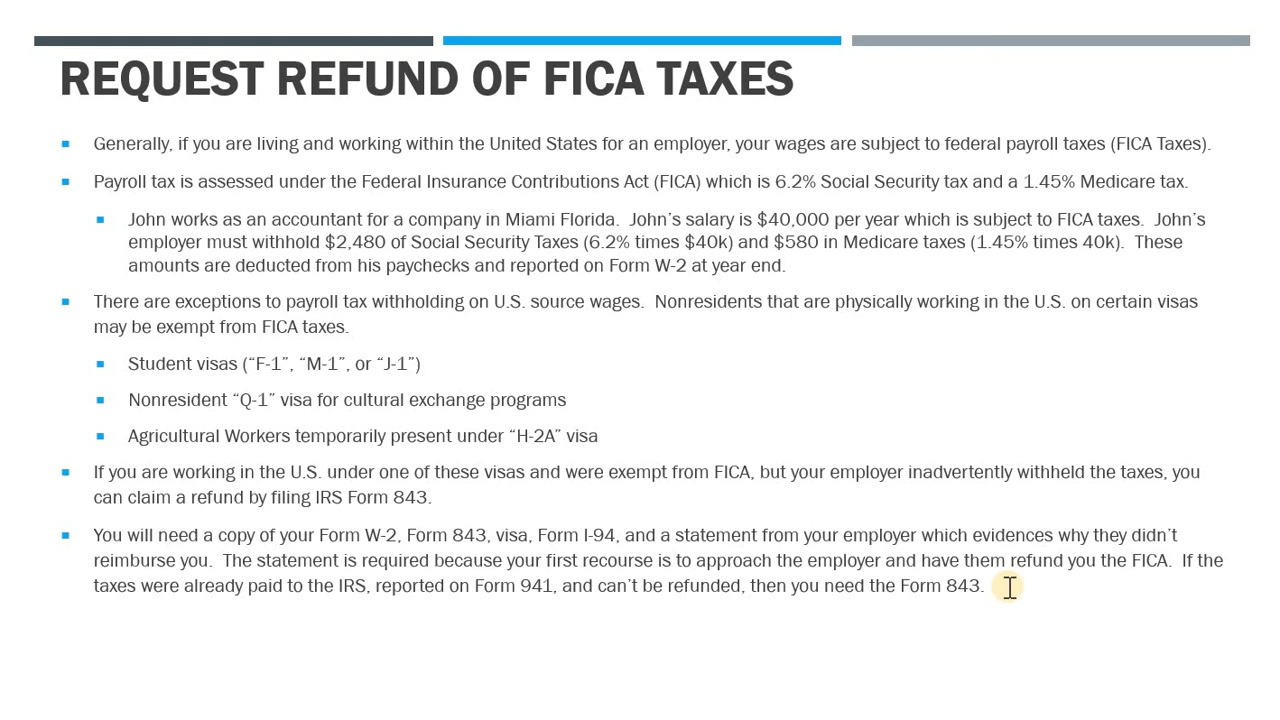 REQUEST REFUND OF FICA TAXES
Generally, if you are living and working within the United States for an employer, your wages are subject to federal payroll taxes (FICA Taxes).
Payroll tax is assessed under the Federal Insurance Contributions Act (FICA) which is 6.2% Social Security tax and a 1.45% Medicare tax.
John works as an accountant for a company in Miami Florida.  John's salary is $40,000 per year which is subject to FICA taxes.  John's
employer must withhold $2,480 of Social Security Taxes (6.2% times $40k) and $580 in Medicare taxes (1.45% times 40k).  These
amounts are deducted from his paychecks and reported on Form W-2 at year end.
There are exceptions to payroll tax withholding on U.S. source wages.  Nonresidents that are physically working in the U.S. on certain visas
may be exempt from FICA taxes.
Student visas (“F-1”, “M-1”, or “J-1”)
Nonresident “Q-1” visa for cultural exchange programs
Agricultural Workers temporarily present under “H-2A” visa
If you are working in the U.S. under one of these visas and were exempt from FICA, but your employer inadvertently withheld the taxes, you
can claim a refund by filing IRS Form 843.
You will need a copy of your Form W-2, Form 843, visa, Form I-94, and a statement from your employer which evidences why they didn't
reimburse you.  The statement is required because your first recourse is to approach the employer and have them refund you the FICA.  If the
taxes were already paid to the IRS, reported on Form 941, and can't be refunded, then you need the Form 843.